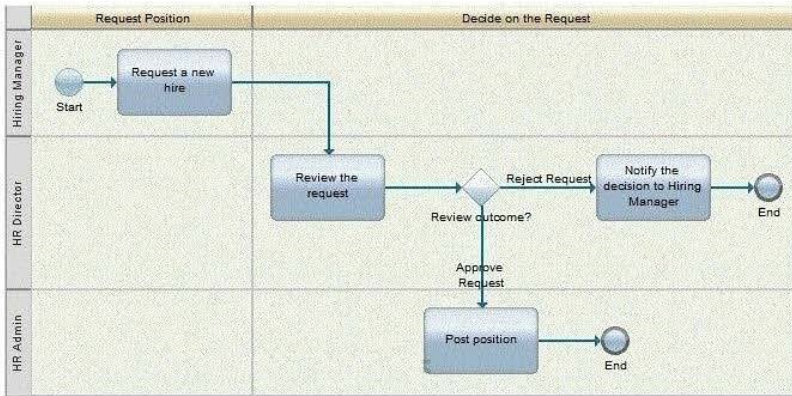 Request Position
Decide on the Request
Hiring Manager
Start
Request a new
hire
HR Director
Review the
request
Review outcome?
Reject Request
Notify the
decision to Hiring
Manager
End
Approve
Request
HR Admin
Post position
End